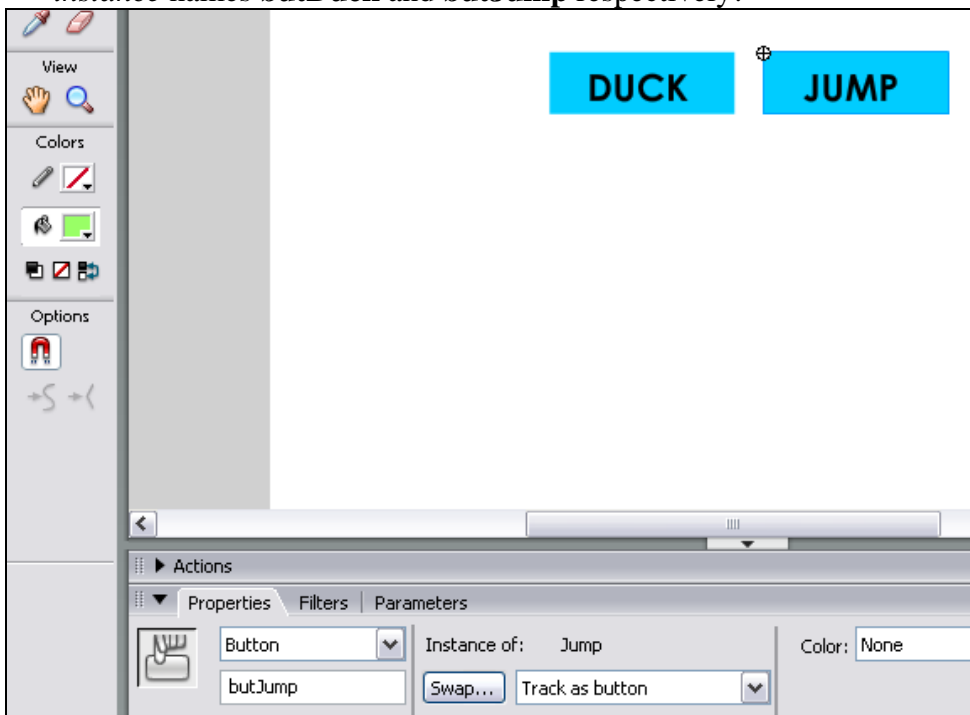 instance names butDuck and butJump respectively.
View
DUCK JUMP
Colors
Options
Actions
Properties Filters Parameters
Button Instance of: Jump Color: None
butJump Swap... Track as button